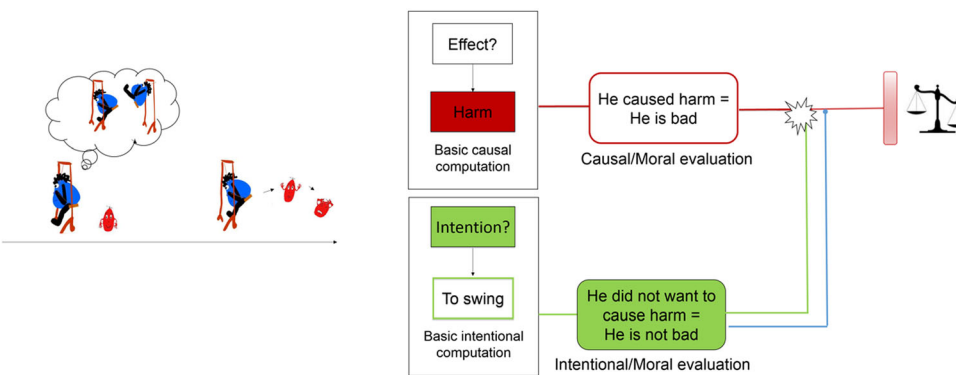 Effect?
Harm
Basic causal
computation
He caused harm =
He is bad
Causal/Moral evaluation
Intention?
To swing
Basic intentional
computation
He did not want to
cause harm =
He is not bad
Intentional/Moral evaluation